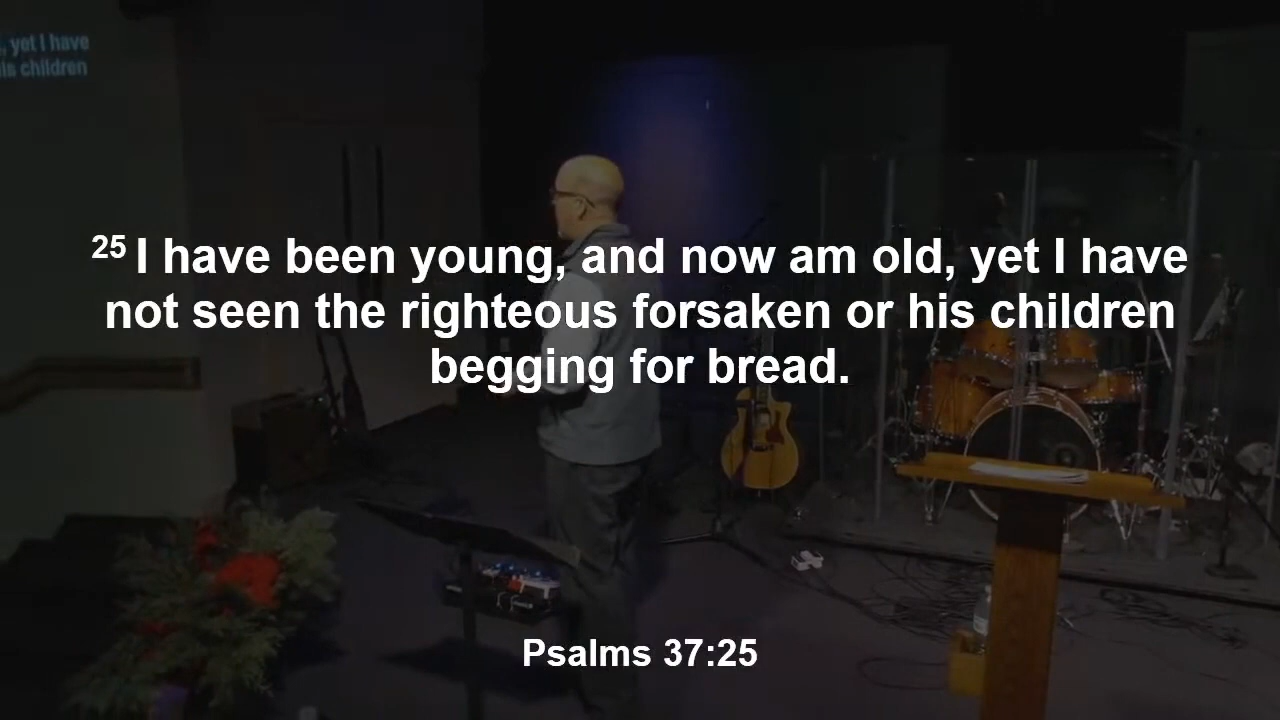 , yet I have
his children
25 I have been young, and now am old, yet I have
not seen the righteous forsaken or his children
begging for bread.
Psalms 37:25